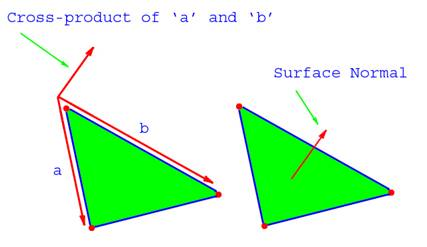 Cross-product of ‘a’ and ‘b’
Surface Normal
b
a